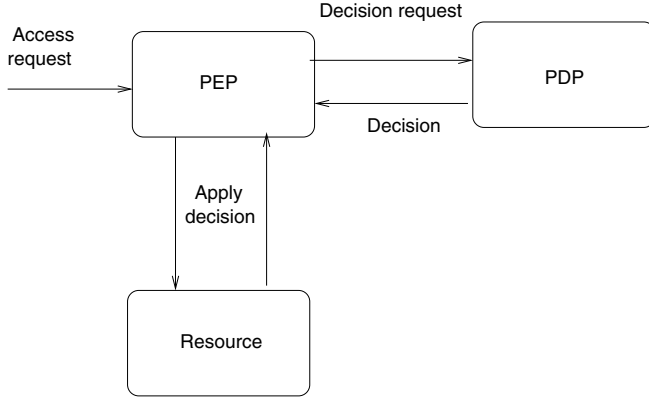 Decision request
Access
request
PEP
PDP
Decision
Apply
decision
Resource